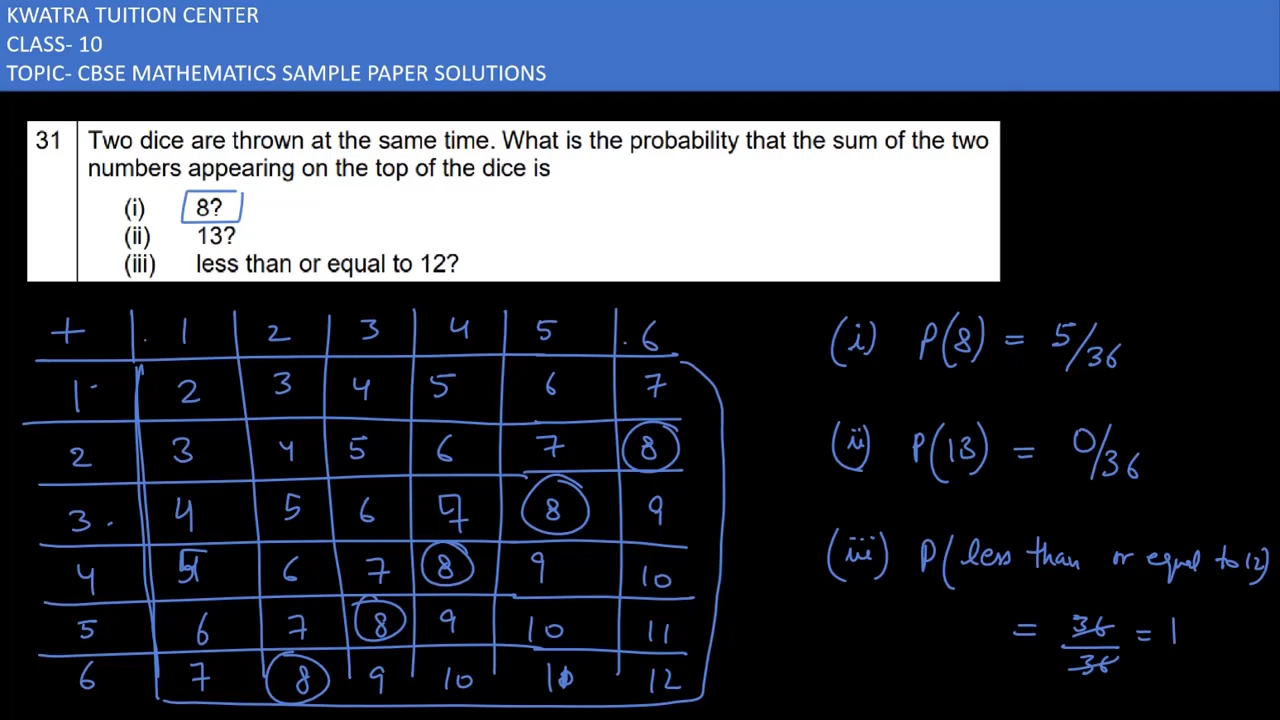 KWATRA TUITION CENTER
CLASS- 10
TOPIC- CBSE MATHEMATICS SAMPLE PAPER SOLUTIONS
31 Two dice are thrown at the same time. What is the probability that the sum of the two
numbers appearing on the top of the dice is
(i) 8?
(ii) 13?
(iii) less than or equal to 12?
+ 1 2 3 4 5 6
1 2 3 4 5 6 7
2 3 4 5 6 7 8
3 4 5 6 7 8 9
4 5 6 7 8 9 10
5 6 7 8 9 10 11
6 7 8 9 10 11 12
(i) P(8) = 5/36
(ii) P(13) = 0/36
(iii) P(less than or equal to 12)
= 36/36 = 1